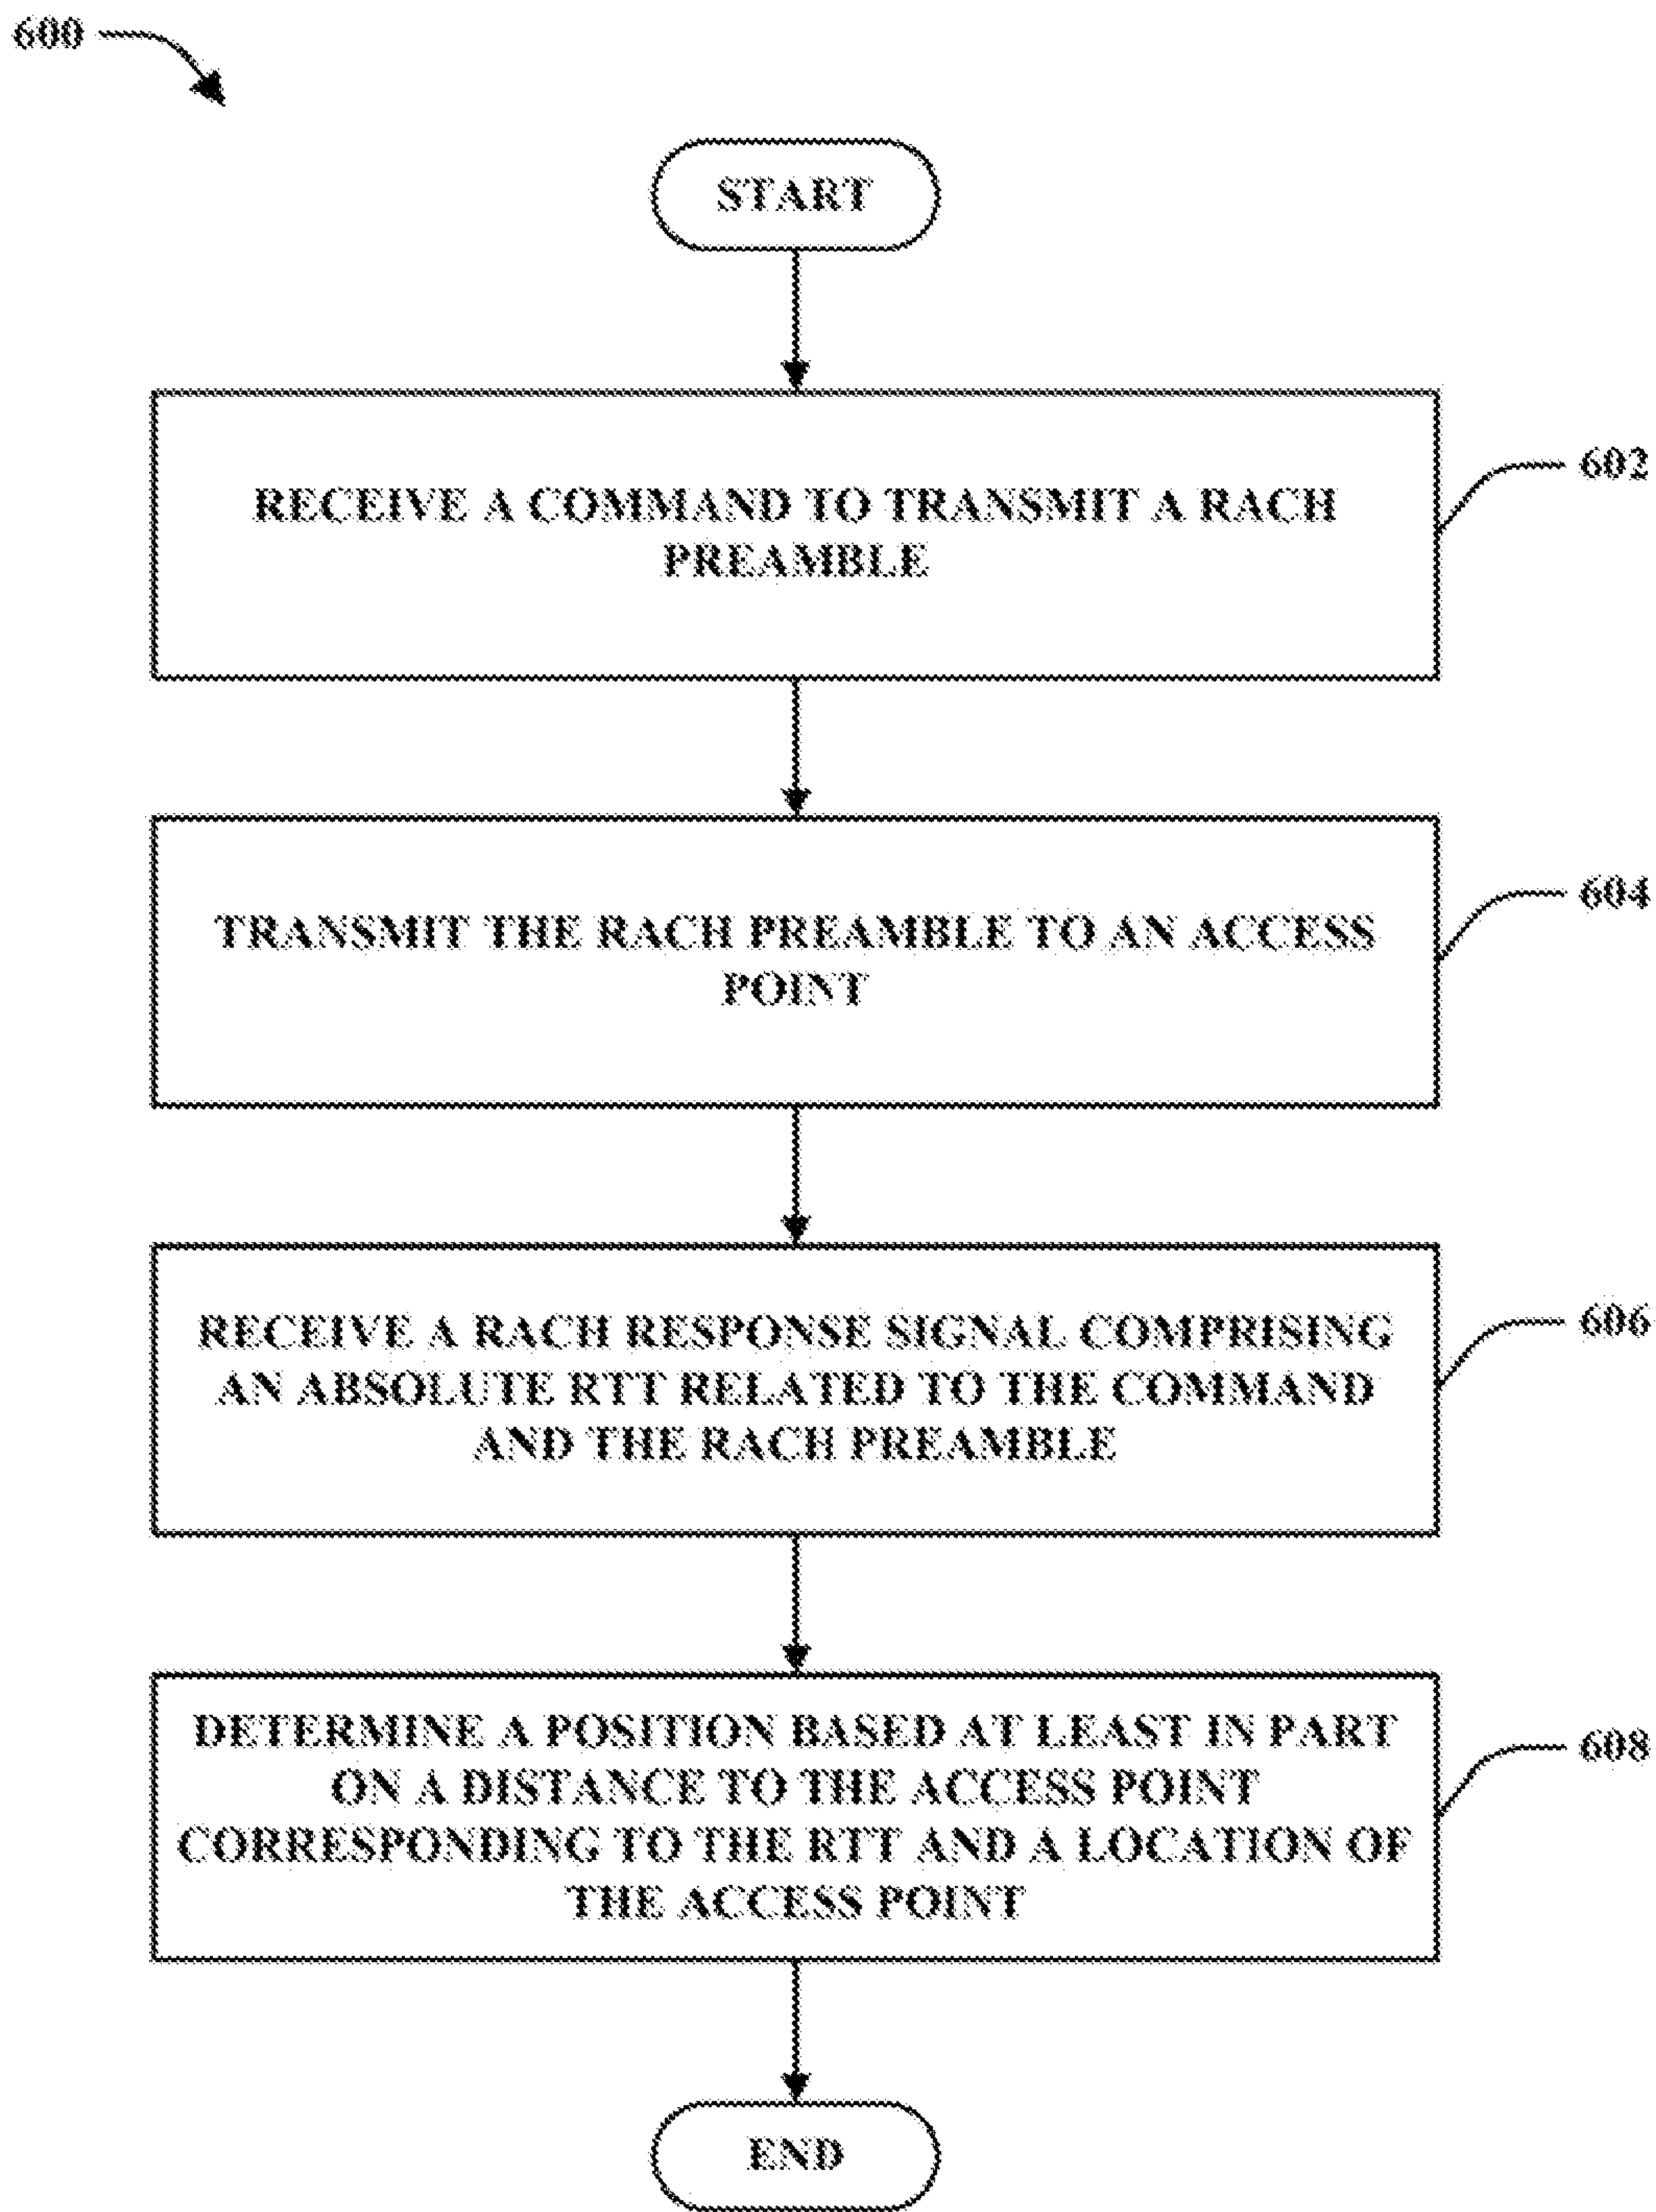 600
START
RECEIVE A COMMAND TO TRANSMIT A RACH
PREAMBLE
602
TRANSMIT THE RACH PREAMBLE TO AN ACCESS
POINT
604
RECEIVE A RACH RESPONSE SIGNAL COMPRISING
AN ABSOLUTE RTT RELATED TO THE COMMAND
AND THE RACH PREAMBLE
606
DETERMINE A POSITION BASED AT LEAST IN PART
ON A DISTANCE TO THE ACCESS POINT
CORRESPONDING TO THE RTT AND A LOCATION OF
THE ACCESS POINT
608
END